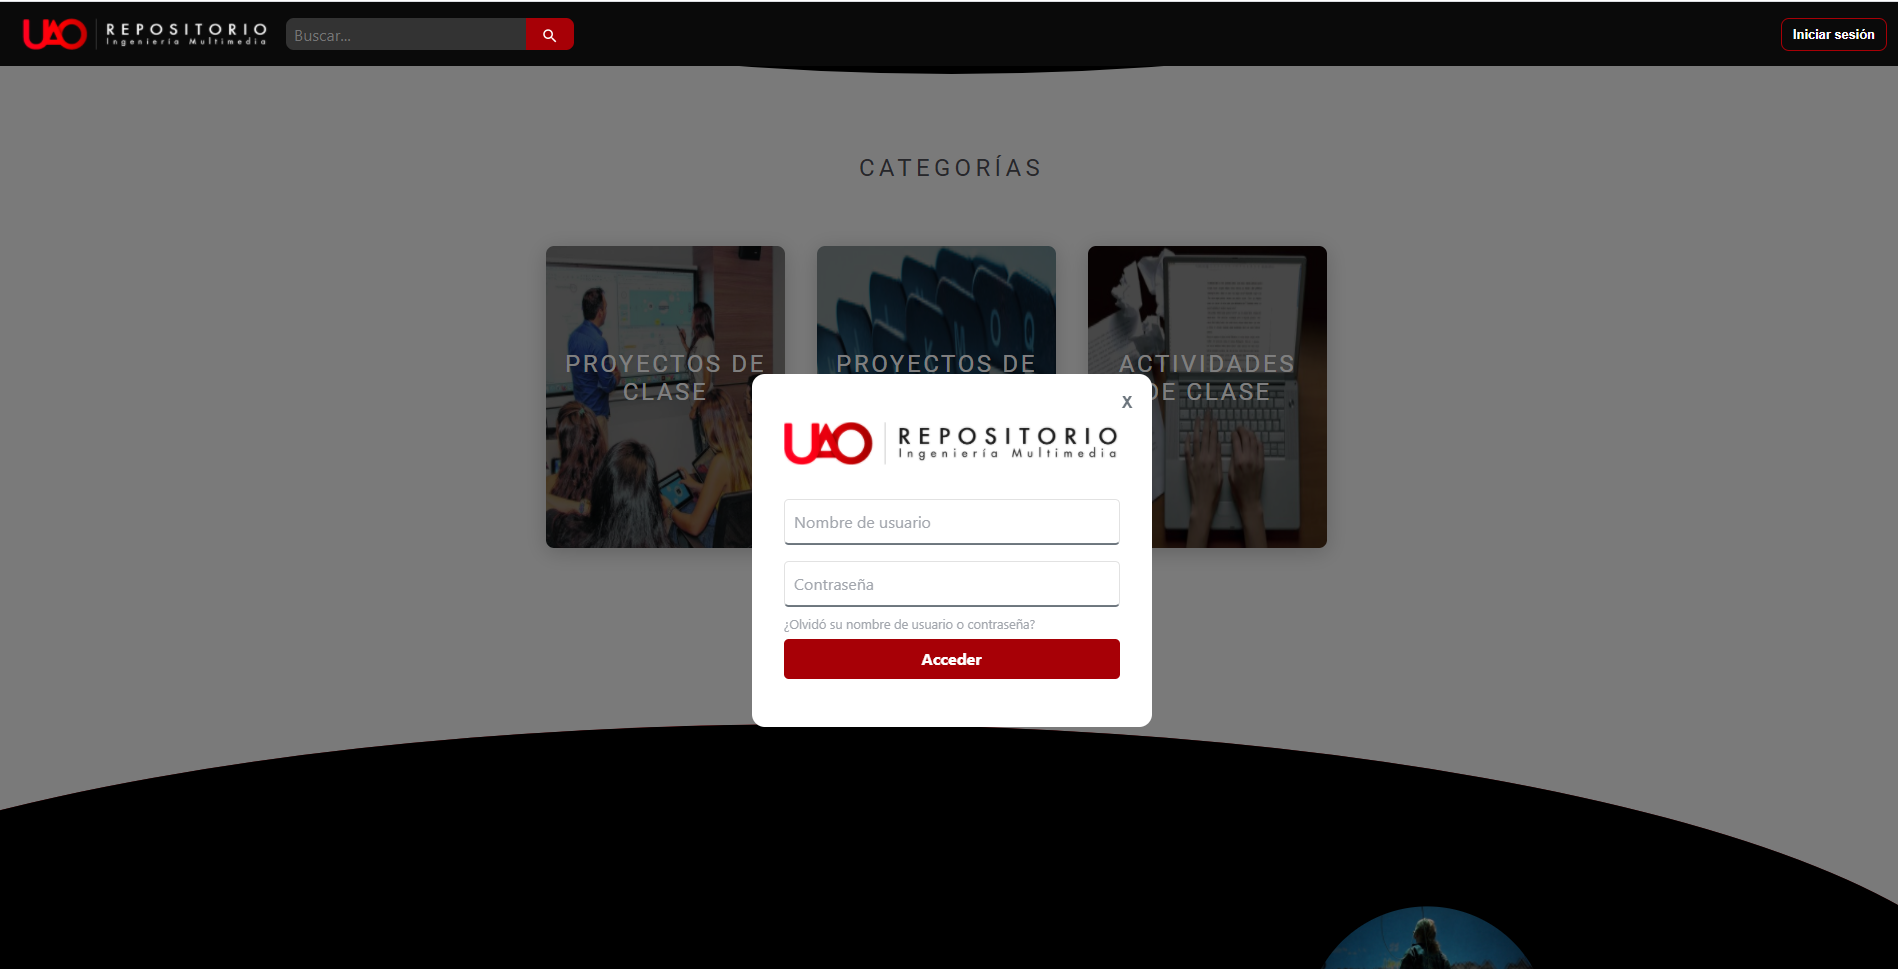 UAO REPOSITORIO
Ingeniería Multimedia
Buscar...
Iniciar sesión
CATEGORÍAS
PROYECTOS DE
CLASE
PROYECTOS DE
ACTIVIDADES
DE CLASE
X
UAO REPOSITORIO
Ingeniería Multimedia
Nombre de usuario
Contraseña
¿Olvidó su nombre de usuario o contraseña?
Acceder